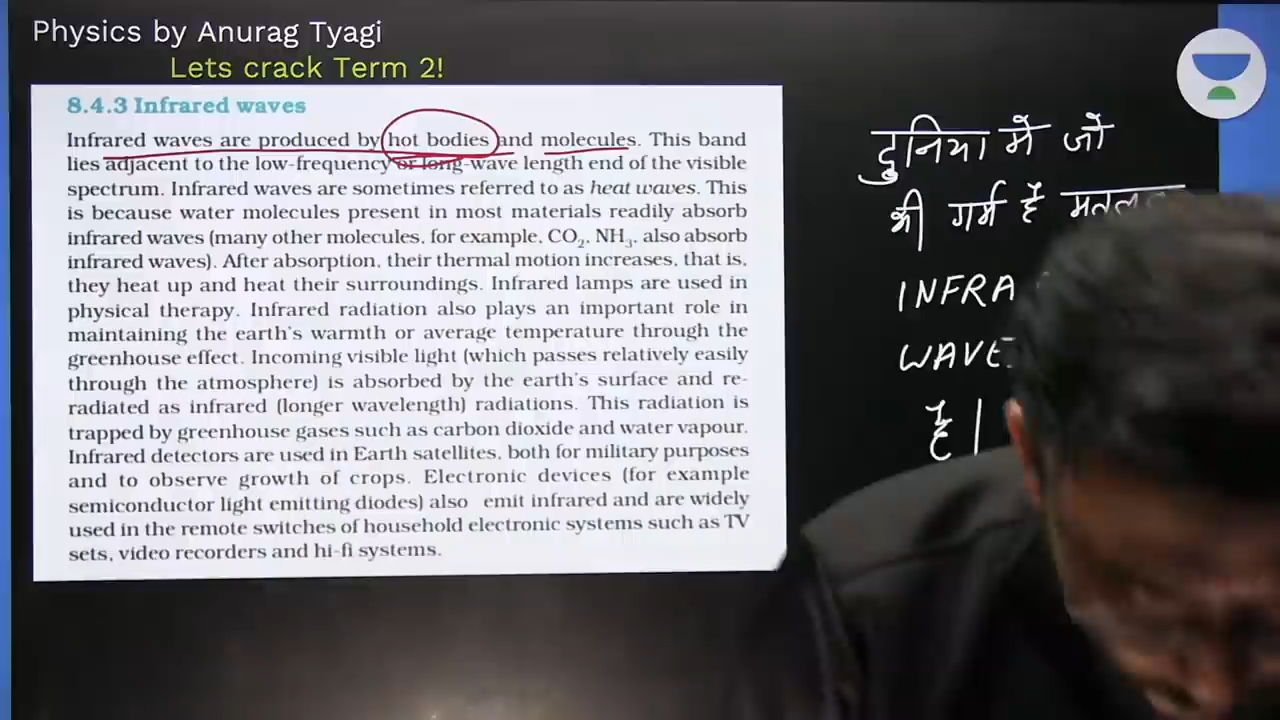 Physics by Anurag Tyagi
Lets crack Term 2!
8.4.3 Infrared waves
Infrared waves are produced by hot bodies and molecules. This band
lies adjacent to the low-frequency or long-wave length end of the visible
spectrum. Infrared waves are sometimes referred to as heat waves. This
is because water molecules present in most materials readily absorb
infrared waves (many other molecules, for example, CO₂, NH₃, also absorb
infrared waves). After absorption, their thermal motion increases, that is,
they heat up and heat their surroundings. Infrared lamps are used in
physical therapy. Infrared radiation also plays an important role in
maintaining the earth's warmth or average temperature through the
greenhouse effect. Incoming visible light (which passes relatively easily
through the atmosphere) is absorbed by the earth's surface and re-
radiated as infrared (longer wavelength) radiations. This radiation is
trapped by greenhouse gases such as carbon dioxide and water vapour.
Infrared detectors are used in Earth satellites, both for military purposes
and to observe growth of crops. Electronic devices (for example
semiconductor light emitting diodes) also emit infrared and are widely
used in the remote switches of household electronic systems such as TV
sets, video recorders and hi-fi systems.
दुनिया में जो
भी गर्म है
INFRA
WAVE
है।